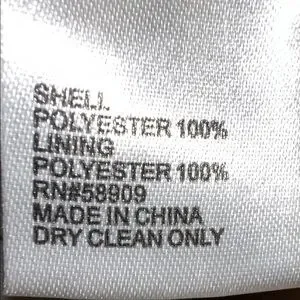 SHELL
POLYESTER 100%
LINING
POLYESTER 100%
RN#58909
MADE IN CHINA
DRY CLEAN ONLY